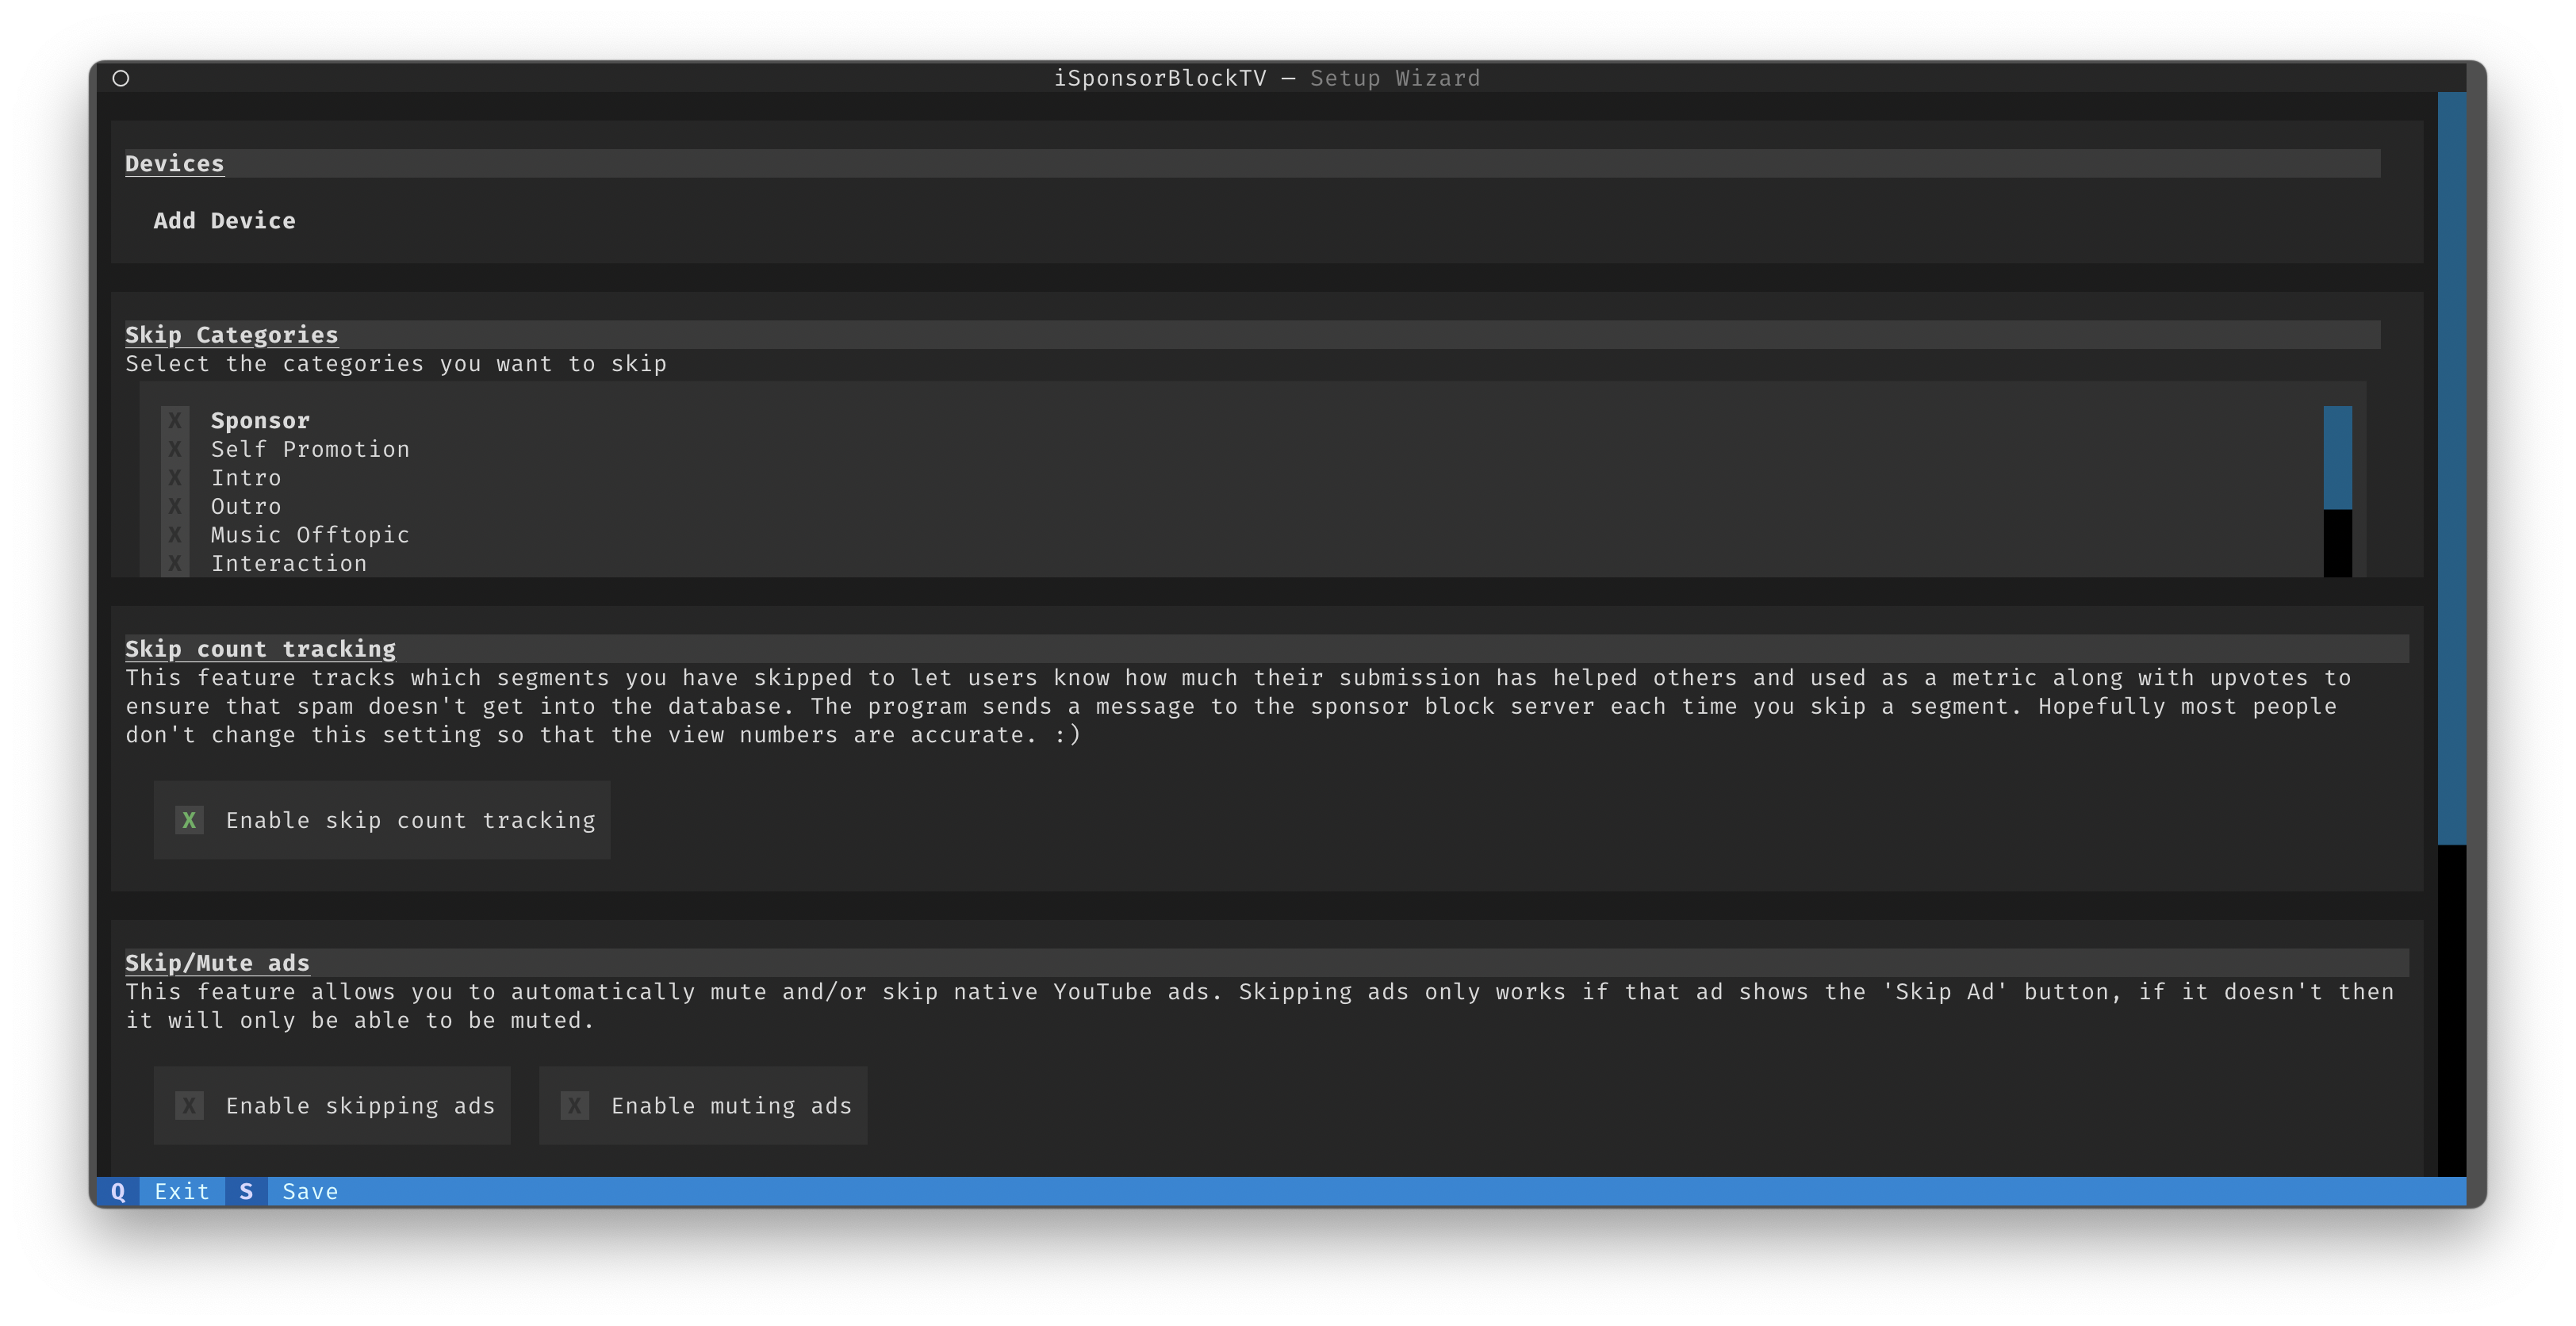 iSponsorBlockTV — Setup Wizard
Devices
Add Device
Skip Categories
Select the categories you want to skip
X Sponsor
X Self Promotion
X Intro
X Outro
X Music Offtopic
X Interaction
Skip count tracking
This feature tracks which segments you have skipped to let users know how much their submission has helped others and used as a metric along with upvotes to
ensure that spam doesn't get into the database. The program sends a message to the sponsor block server each time you skip a segment. Hopefully most people
don't change this setting so that the view numbers are accurate. :)
X Enable skip count tracking
Skip/Mute ads
This feature allows you to automatically mute and/or skip native YouTube ads. Skipping ads only works if that ad shows the 'Skip Ad' button, if it doesn't then
it will only be able to be muted.
X Enable skipping ads X Enable muting ads
Q Exit S Save